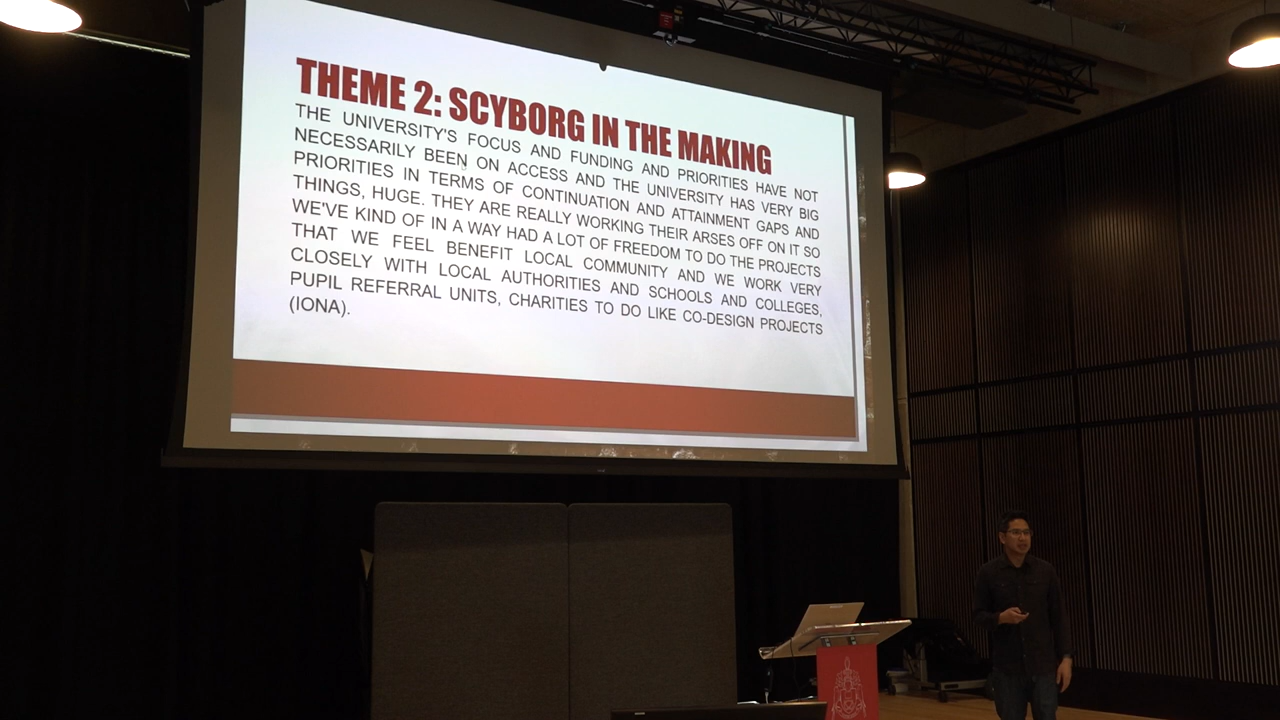 THEME 2: SCYBORG IN THE MAKING
THE UNIVERSITY'S FOCUS AND FUNDING AND PRIORITIES HAVE NOT
NECESSARILY BEEN ON ACCESS AND THE UNIVERSITY HAS VERY BIG
PRIORITIES IN TERMS OF CONTINUATION AND ATTAINMENT GAPS AND
THINGS, HUGE. THEY ARE REALLY WORKING THEIR ARSES OFF ON IT SO
WE'VE KIND OF IN A WAY HAD A LOT OF FREEDOM TO DO THE PROJECTS
THAT WE FEEL BENEFIT LOCAL COMMUNITY AND WE WORK VERY
CLOSELY WITH LOCAL AUTHORITIES AND SCHOOLS AND COLLEGES,
PUPIL REFERRAL UNITS, CHARITIES TO DO LIKE CO-DESIGN PROJECTS
(IONA).